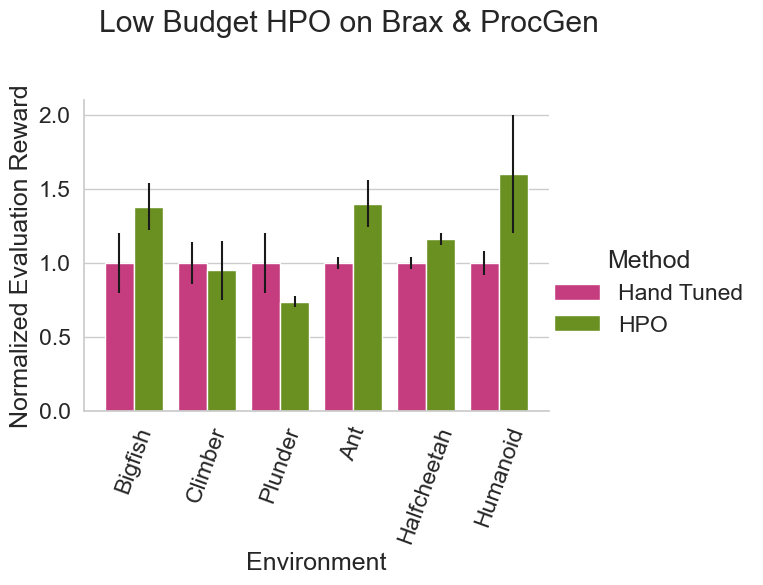 Low Budget HPO on Brax & ProcGen
Normalized Evaluation Reward
2.0
1.5
1.0
0.5
0.0
Bigfish
Climber
Plunder
Ant
Halfcheetah
Humanoid
Environment
Method
Hand Tuned
HPO